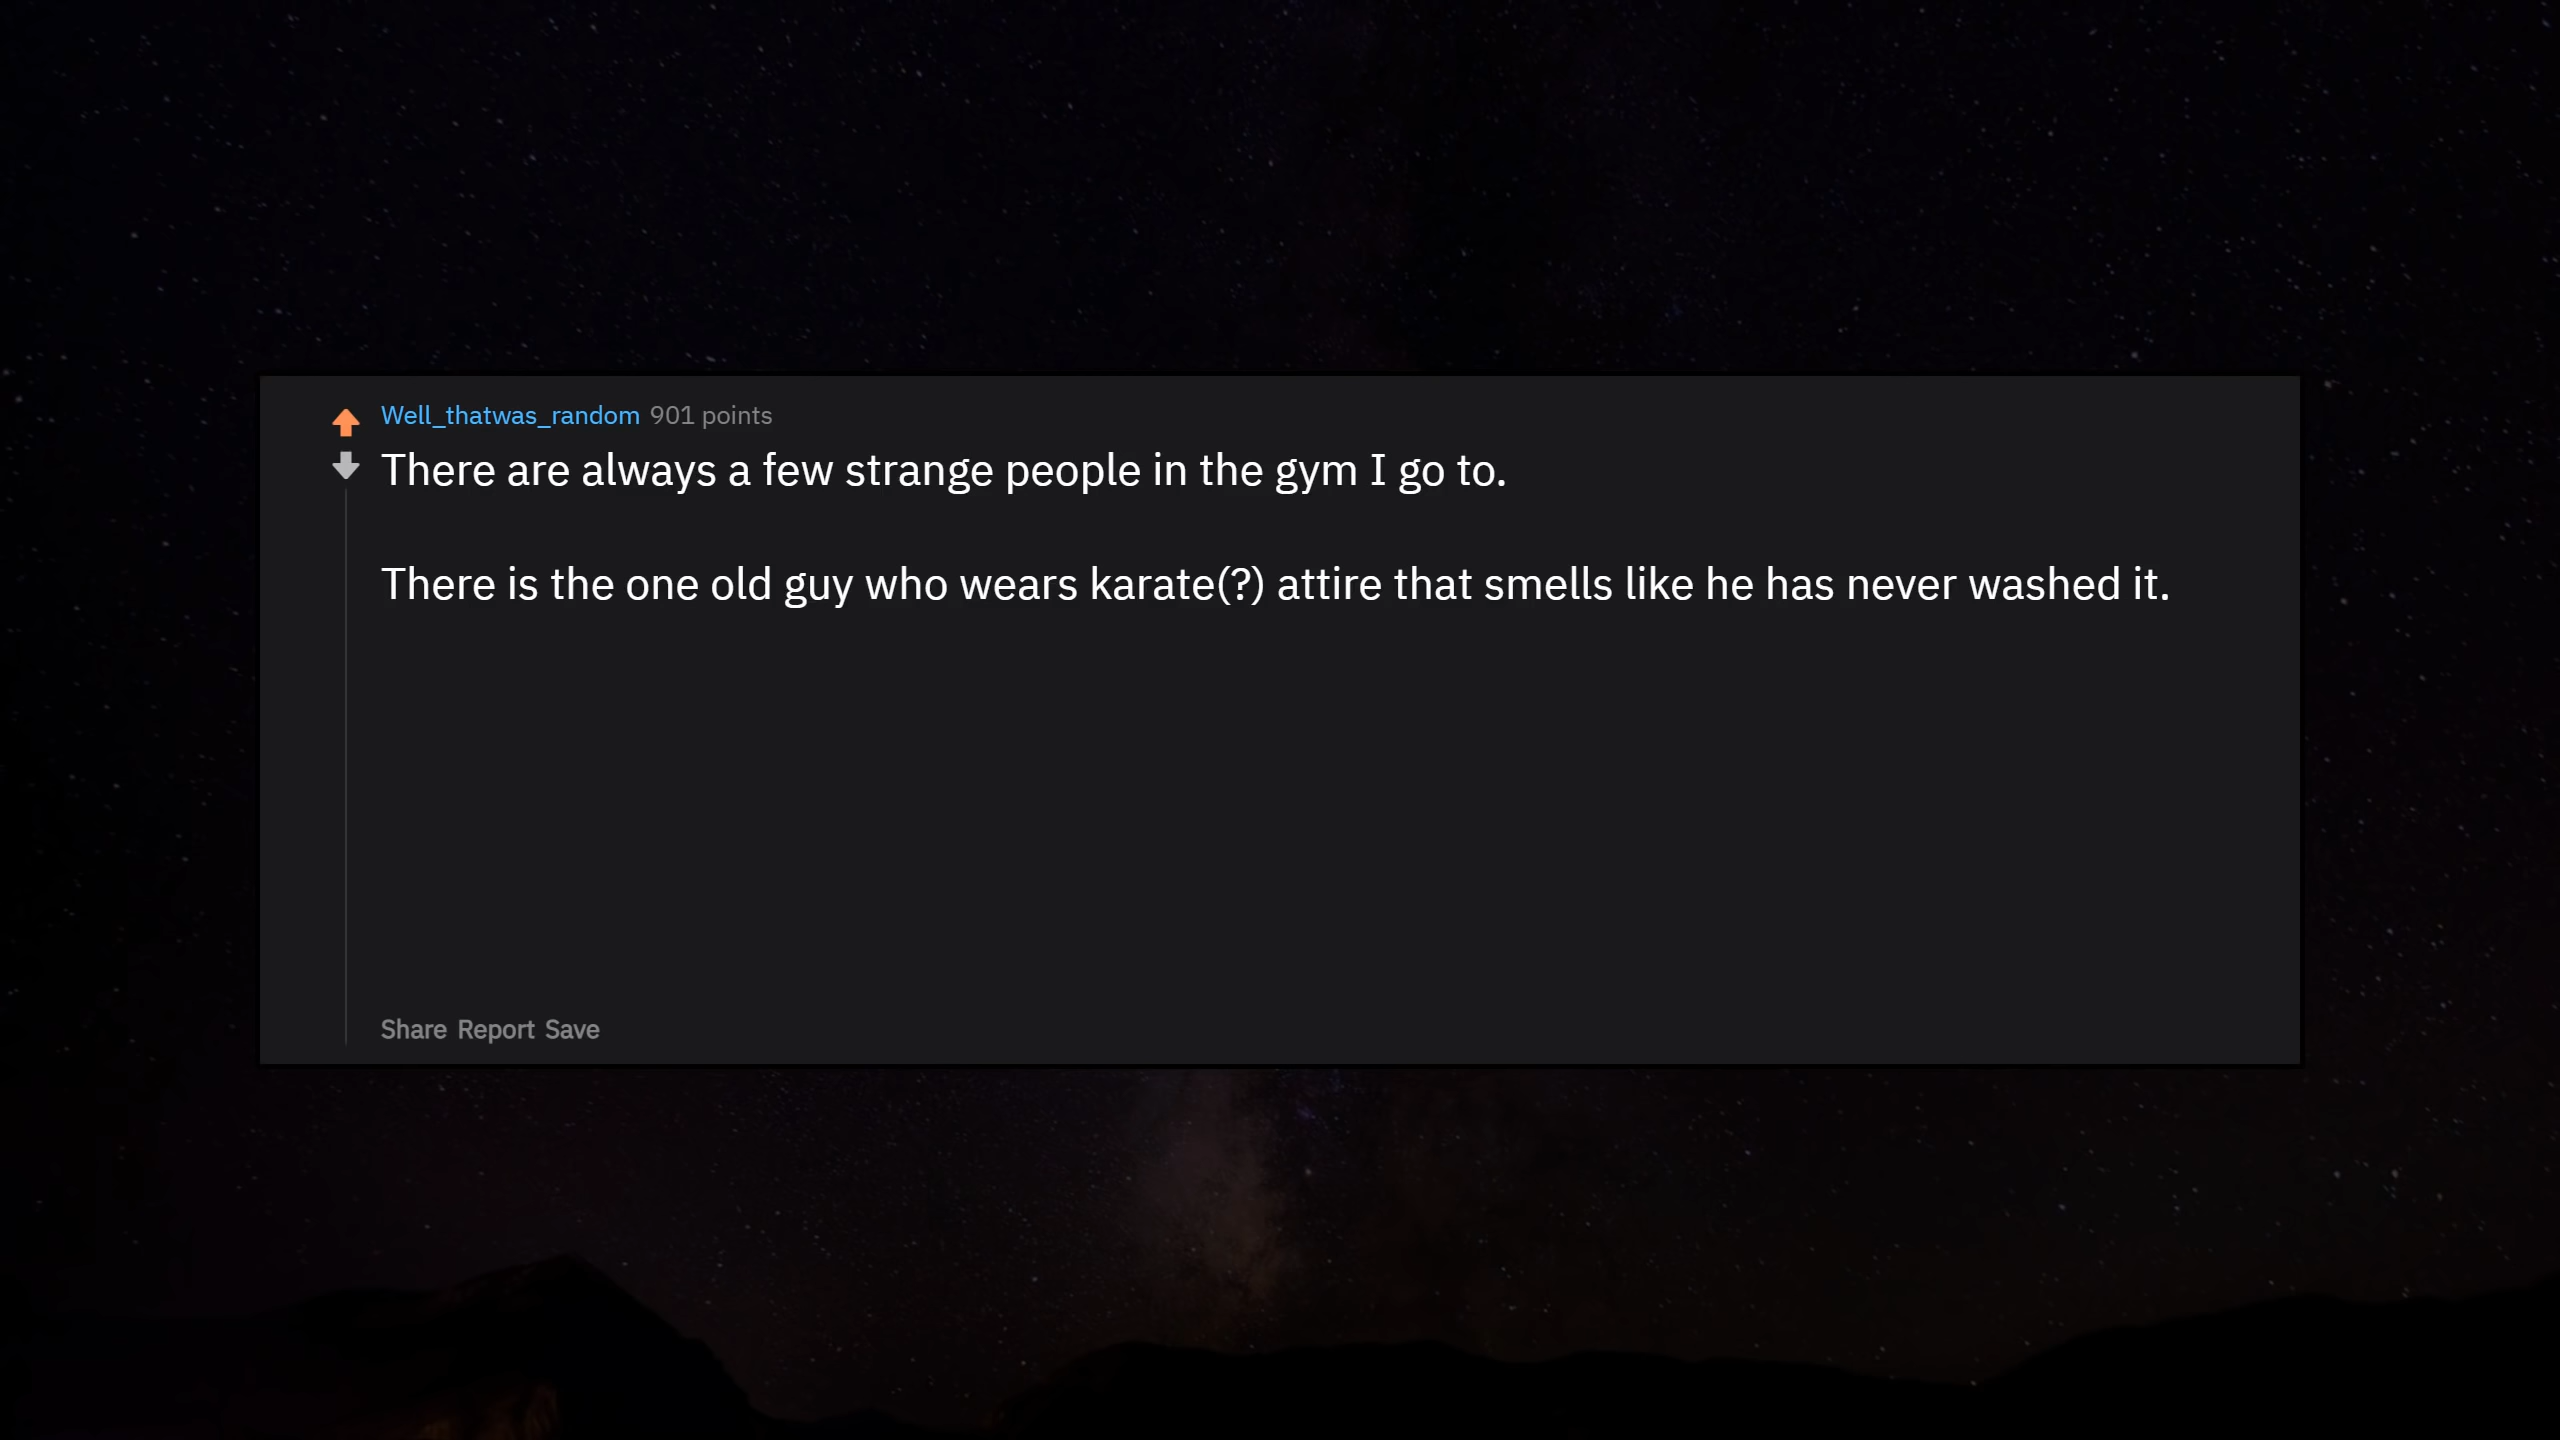 Well_thatwas_random 901 points
There are always a few strange people in the gym I go to.
There is the one old guy who wears karate(?) attire that smells like he has never washed it.
Share Report Save